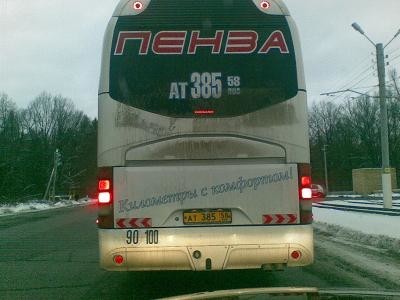 ПЕНЗА
АТ 385 58
RUS
Километры с комфортом!
АТ 385 58
90 100